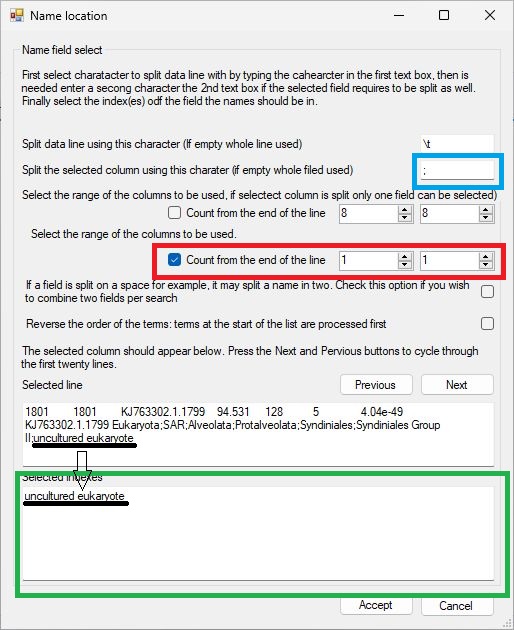 Name location
Name field select
First select charatacter to split data line with by typing the cahearcter in the first text box, then is
needed enter a secong character the 2nd text box if the selected field requires to be split as well.
Finally select the index(es) odf the field the names should be in.
Split data line using this character (If empty whole line used) \t
Split the selected column using this charater (if empty whole filed used) ;
Select the range of the columns to be used, if selectect column is split only one field can be selected)
Count from the end of the line 8 8
Select the range of the columns to be used.
Count from the end of the line 1 1
If a field is split on a space for example, it may split a name in two. Check this option if you wish
to combine two fields per search
Reverse the order of the terms: terms at the start of the list are processed first
The selected column should appear below. Press the Next and Pervious buttons to cycle through
the first twenty lines.
Selected line Previous Next
1801 1801 KJ763302.1.1799 94.531 128 5 4.04e-49
KJ763302.1.1799 Eukaryota;SAR;Alveolata;Protalveolata;Syndiniales;Syndiniales Group
II;uncultured eukaryote
Selected indexes
uncultured eukaryote
Accept Cancel